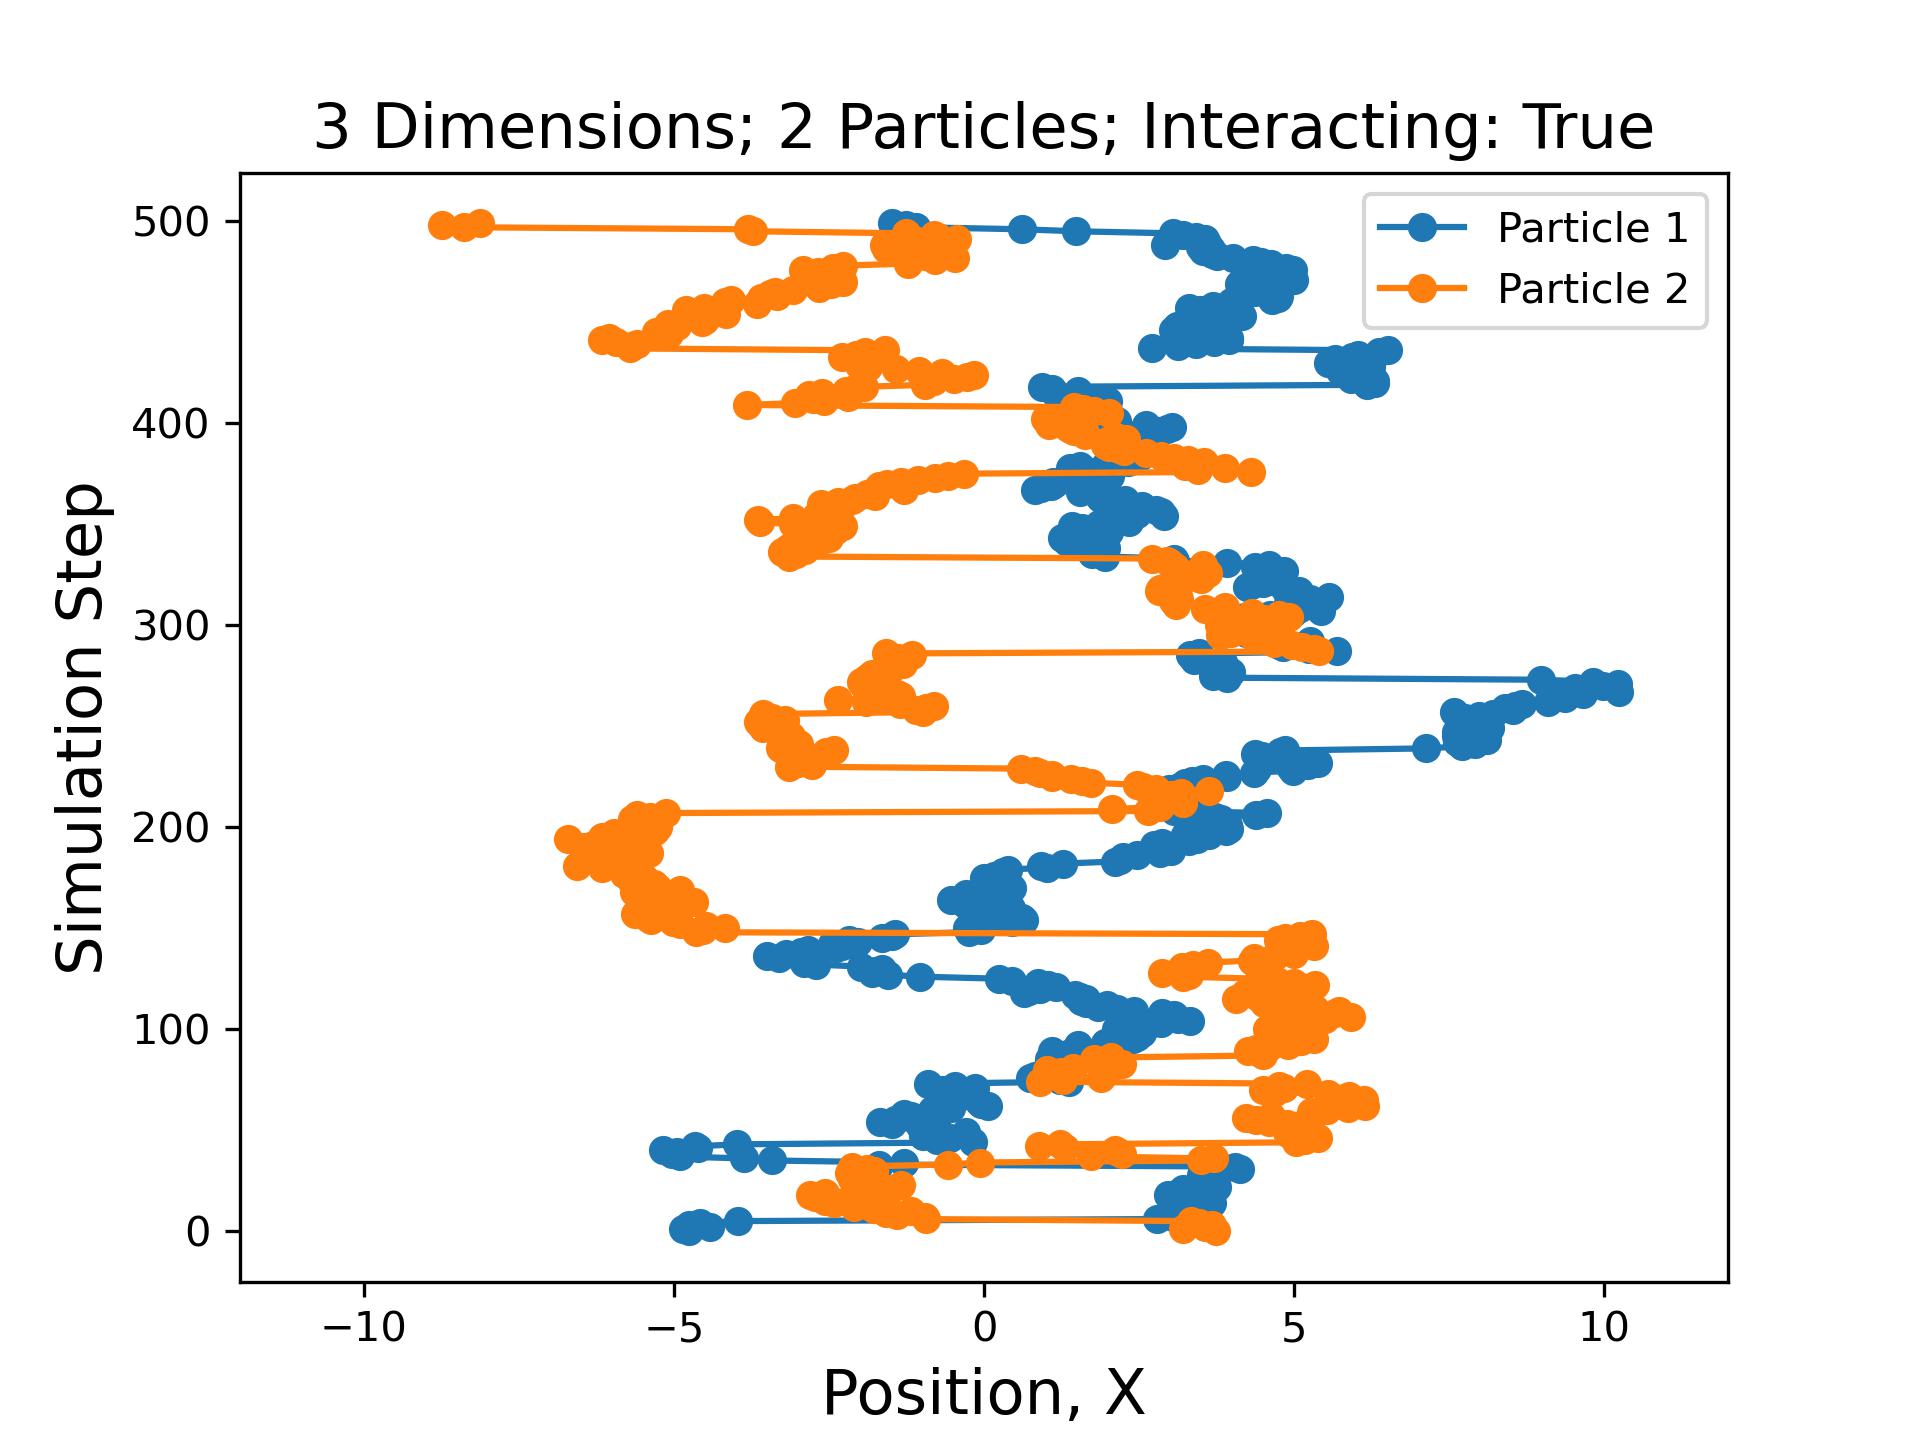 3 Dimensions; 2 Particles; Interacting: True
Particle 1
Particle 2
Simulation Step
500
400
300
200
100
0
−10
−5
0
5
10
Position, X